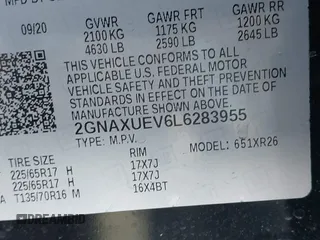 MFD BY
GVWR GAWR FRT GAWR RR
09/20 2100 KG 1175 KG 1200 KG
4630 LB 2590 LB 2645 LB
THIS VEHICLE CONFORMS TO ALL APPLICABLE
U.S. FEDERAL MOTOR
VEHICLE SAFETY AND THEFT PREVENTION
STANDARDS IN EFFECT ON THE DATE OF
MANUFACTURE SHOWN ABOVE.
2GNAXUEV6L6283955
TYPE: M.P.V. MODEL: 651XR26
TIRE SIZE RIM
225/65R17 H 17X7J
225/65R17 H 17X7J
T135/70R16 M 16X4BT
DREAMBID